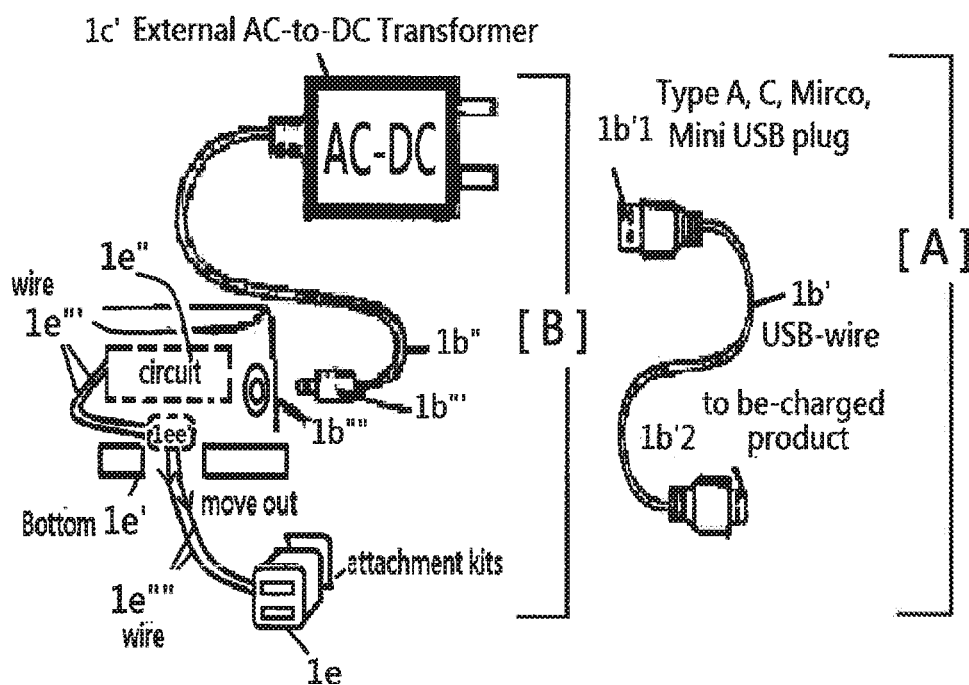 1c' External AC-to-DC Transformer
AC-DC
1e"
wire
1e"'
circuit
1ee'
Bottom 1e'
move out
1e""
wire
attachment kits
1e
1b"
1b"'
1b""
[ B ]
Type A, C, Mirco,
1b'1 Mini USB plug
1b'
USB-wire
to be-charged
1b'2 product
[ A ]